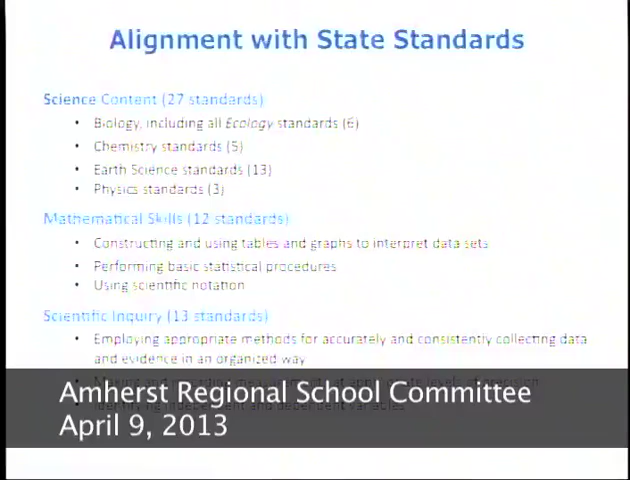 Alignment with State Standards
Science Content (27 standards)
• Biology, including all Ecology standards (6)
• Chemistry standards (5)
• Earth Science standards (13)
• Physics standards (3)
Mathematical Skills (12 standards)
• Constructing and using tables and graphs to interpret data sets
• Performing basic statistical procedures
• Using scientific notation
Scientific Inquiry (13 standards)
• Employing appropriate methods for accurately and consistently collecting data
and evidence in an organized way
Amherst Regional School Committee
April 9, 2013